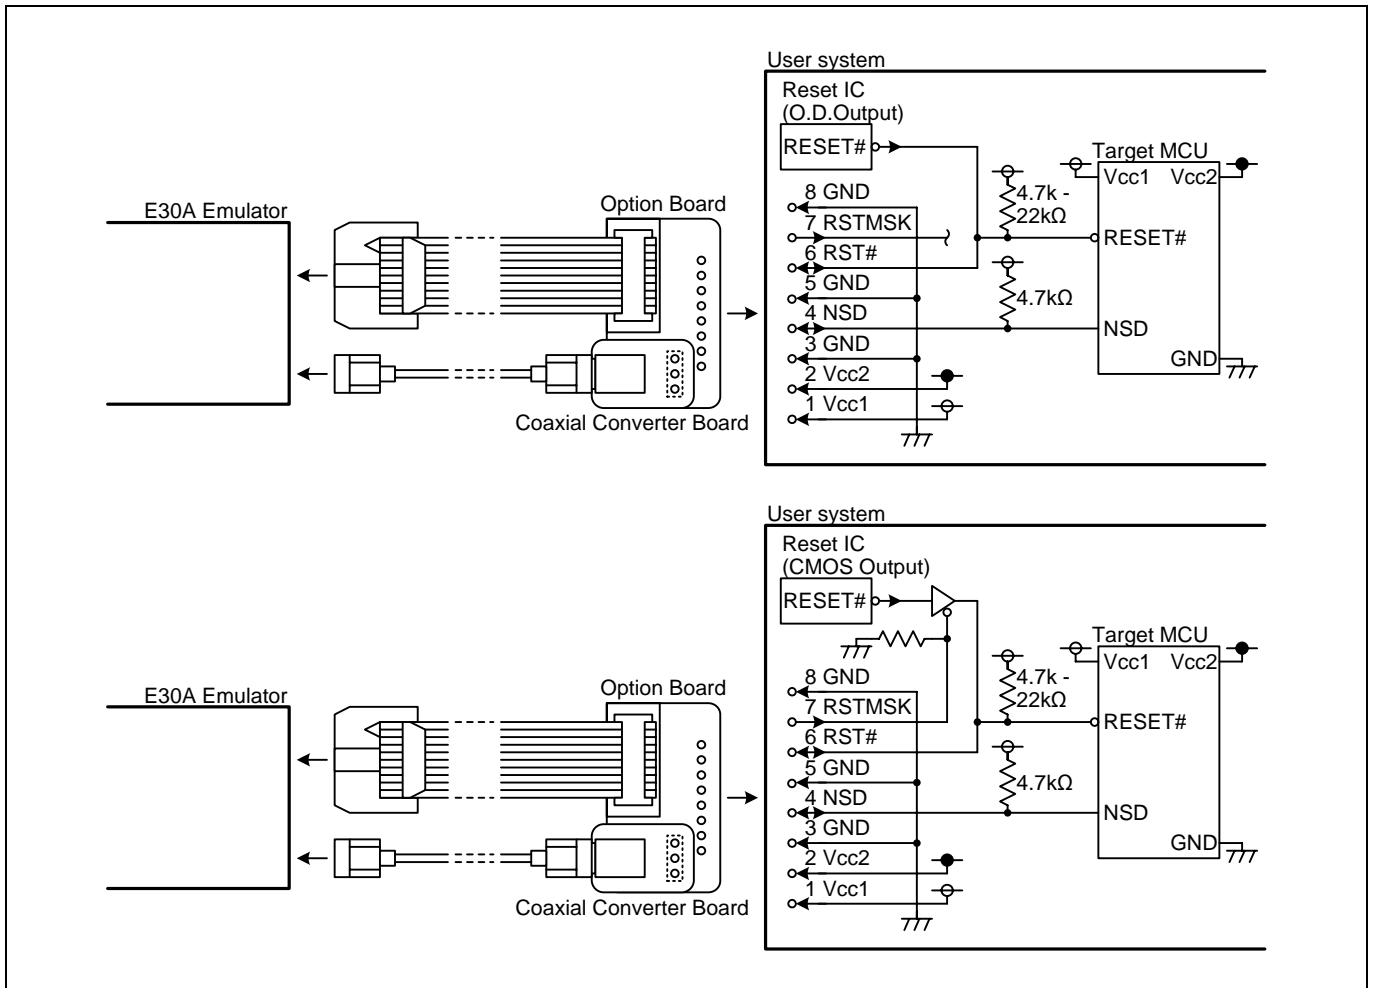 User system
Reset IC
(O.D.Output)
RESET#
Target MCU
Vcc1 Vcc2
4.7k -
22kΩ
RESET#
4.7kΩ
NSD
GND
8 GND
7 RSTMSK
6 RST#
5 GND
4 NSD
3 GND
2 Vcc2
1 Vcc1
E30A Emulator
Option Board
Coaxial Converter Board
User system
Reset IC
(CMOS Output)
RESET#
Target MCU
Vcc1 Vcc2
4.7k -
22kΩ
RESET#
4.7kΩ
NSD
GND
8 GND
7 RSTMSK
6 RST#
5 GND
4 NSD
3 GND
2 Vcc2
1 Vcc1
E30A Emulator
Option Board
Coaxial Converter Board